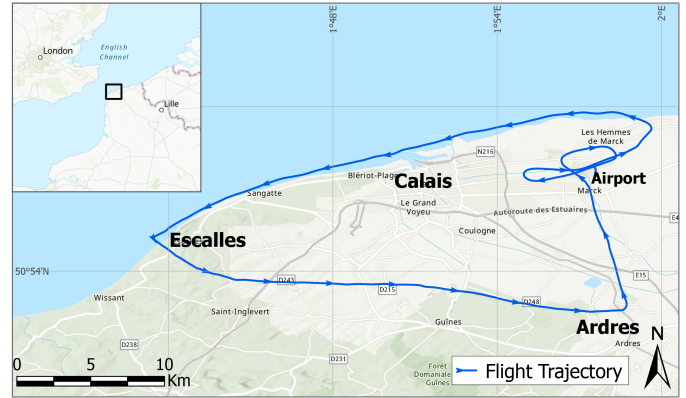 1°48'E
1°54'E
2°E
London
English
Channel
Lille
Les Hemmes
de Marck
N216
Blériot-Plage
Calais
Airport
Marck
Sangatte
Le Grand
Voyeu
Autoroute des Estuaires
E4
Coulogne
Escalles
50°54'N
D243
D215
E15
D248
Wissant
Saint-Inglevert
Guînes
Ardres
Ardres
D238
D231
Forêt
Domaniale
Guînes
0 5 10
Km
Flight Trajectory
N